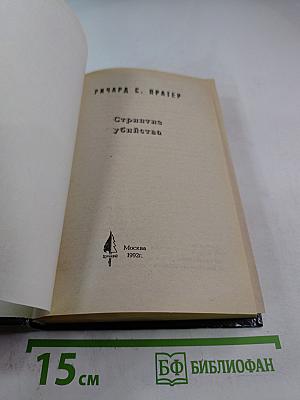 РИЧАРД С. ПРАТЕР
Стриптиз
убийство
Москва
1992г.
15 см
БФ БИБЛИОФАН